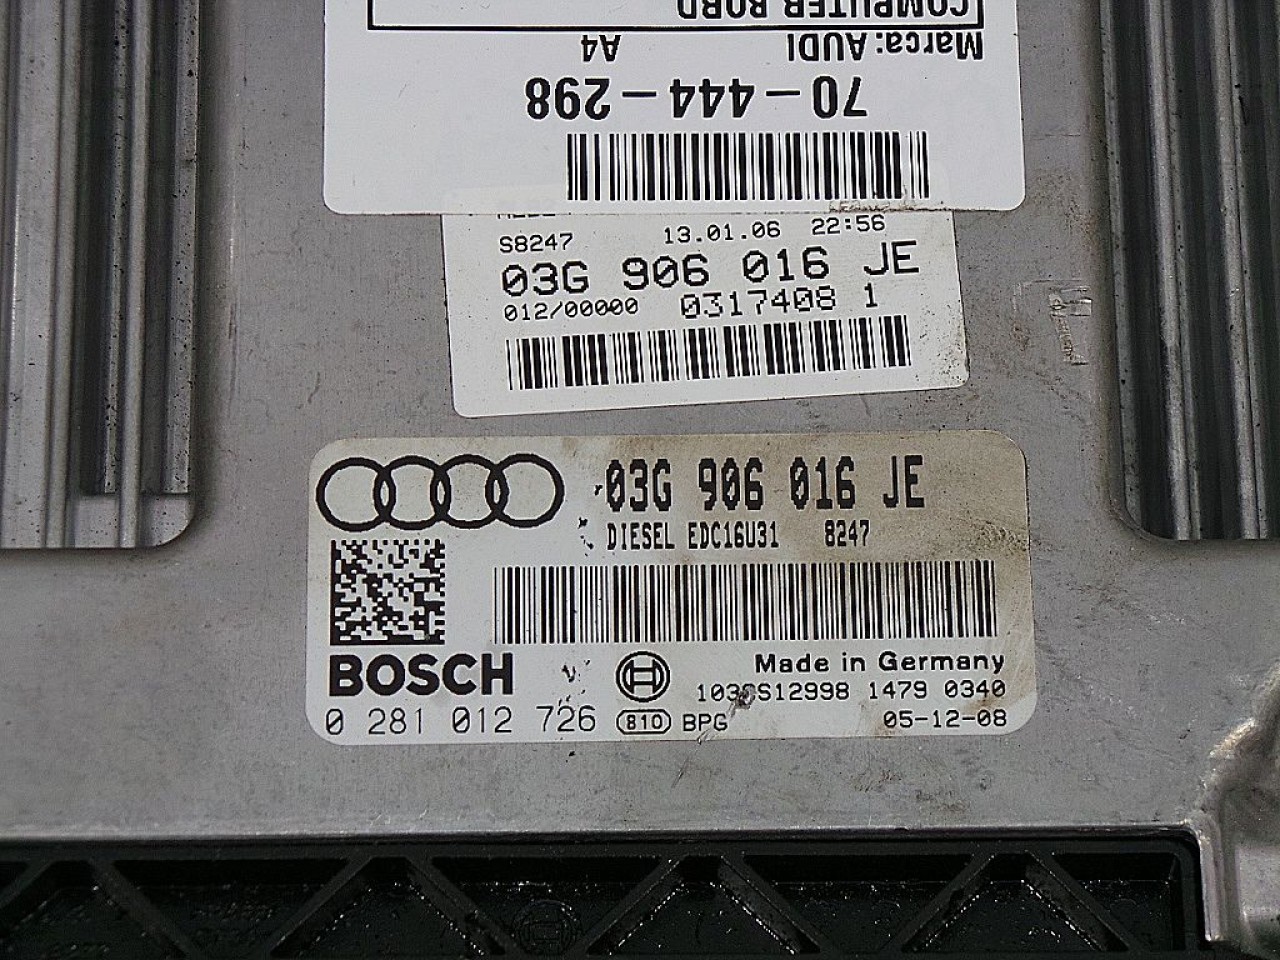 COMPUTER BORD
Marca: AUDI A4
70-444-298
S8247 13.01.06 22:56
03G 906 016 JE
012/00000 0317408 1
03G 906 016 JE
DIESEL EDC16U31 8247
BOSCH
Made in Germany
1479 0340
0 281 012 726 810 BPG 05-12-08